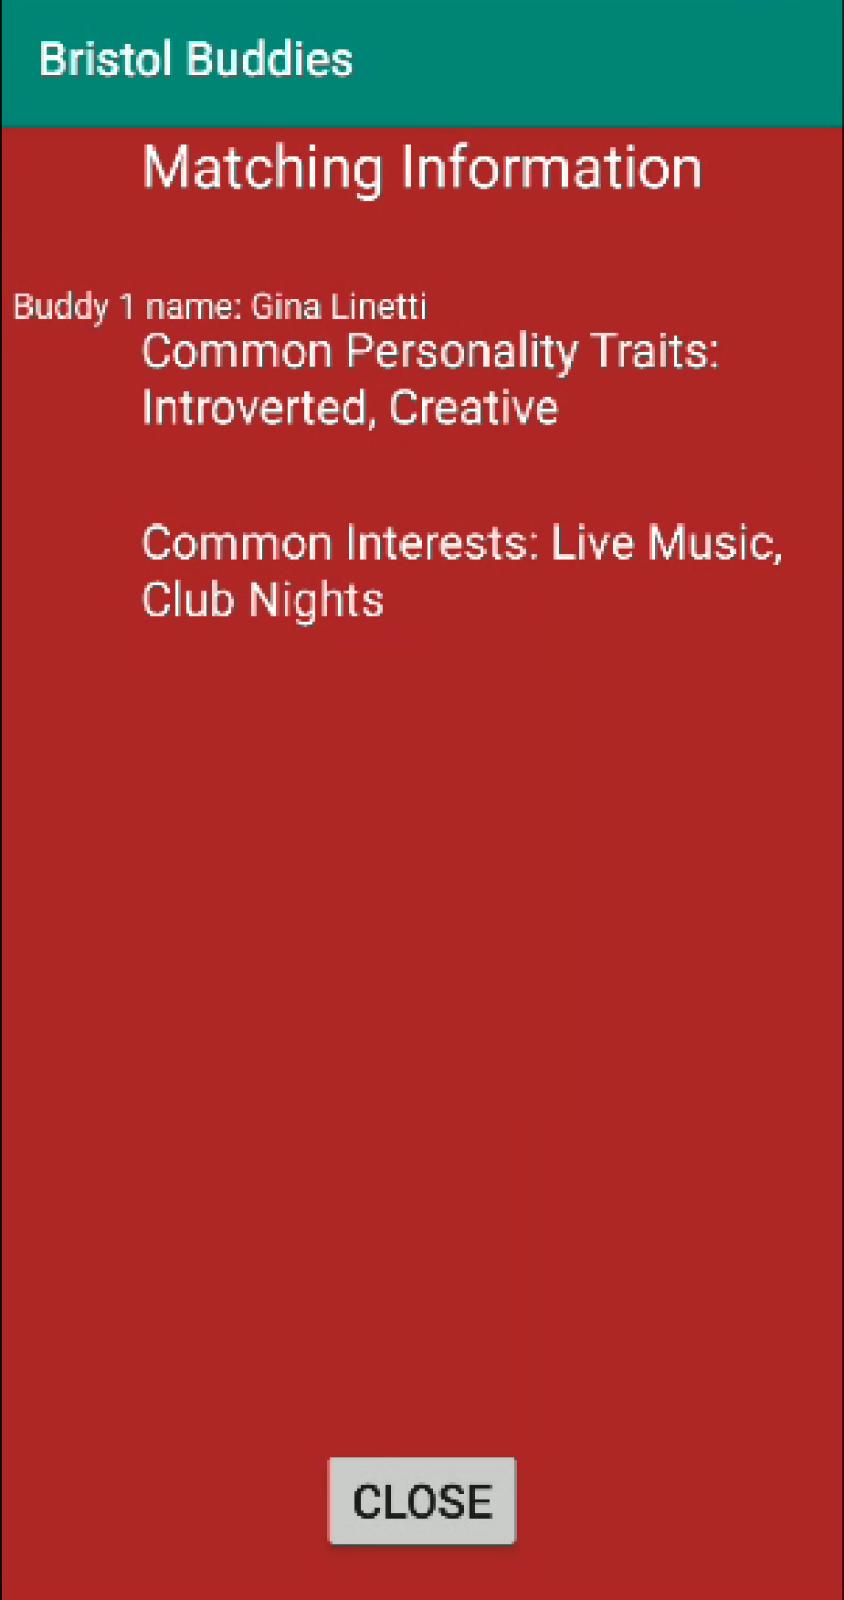 Bristol Buddies
Matching Information
Buddy 1 name: Gina Linetti
Common Personality Traits:
Introverted, Creative
Common Interests: Live Music,
Club Nights
CLOSE